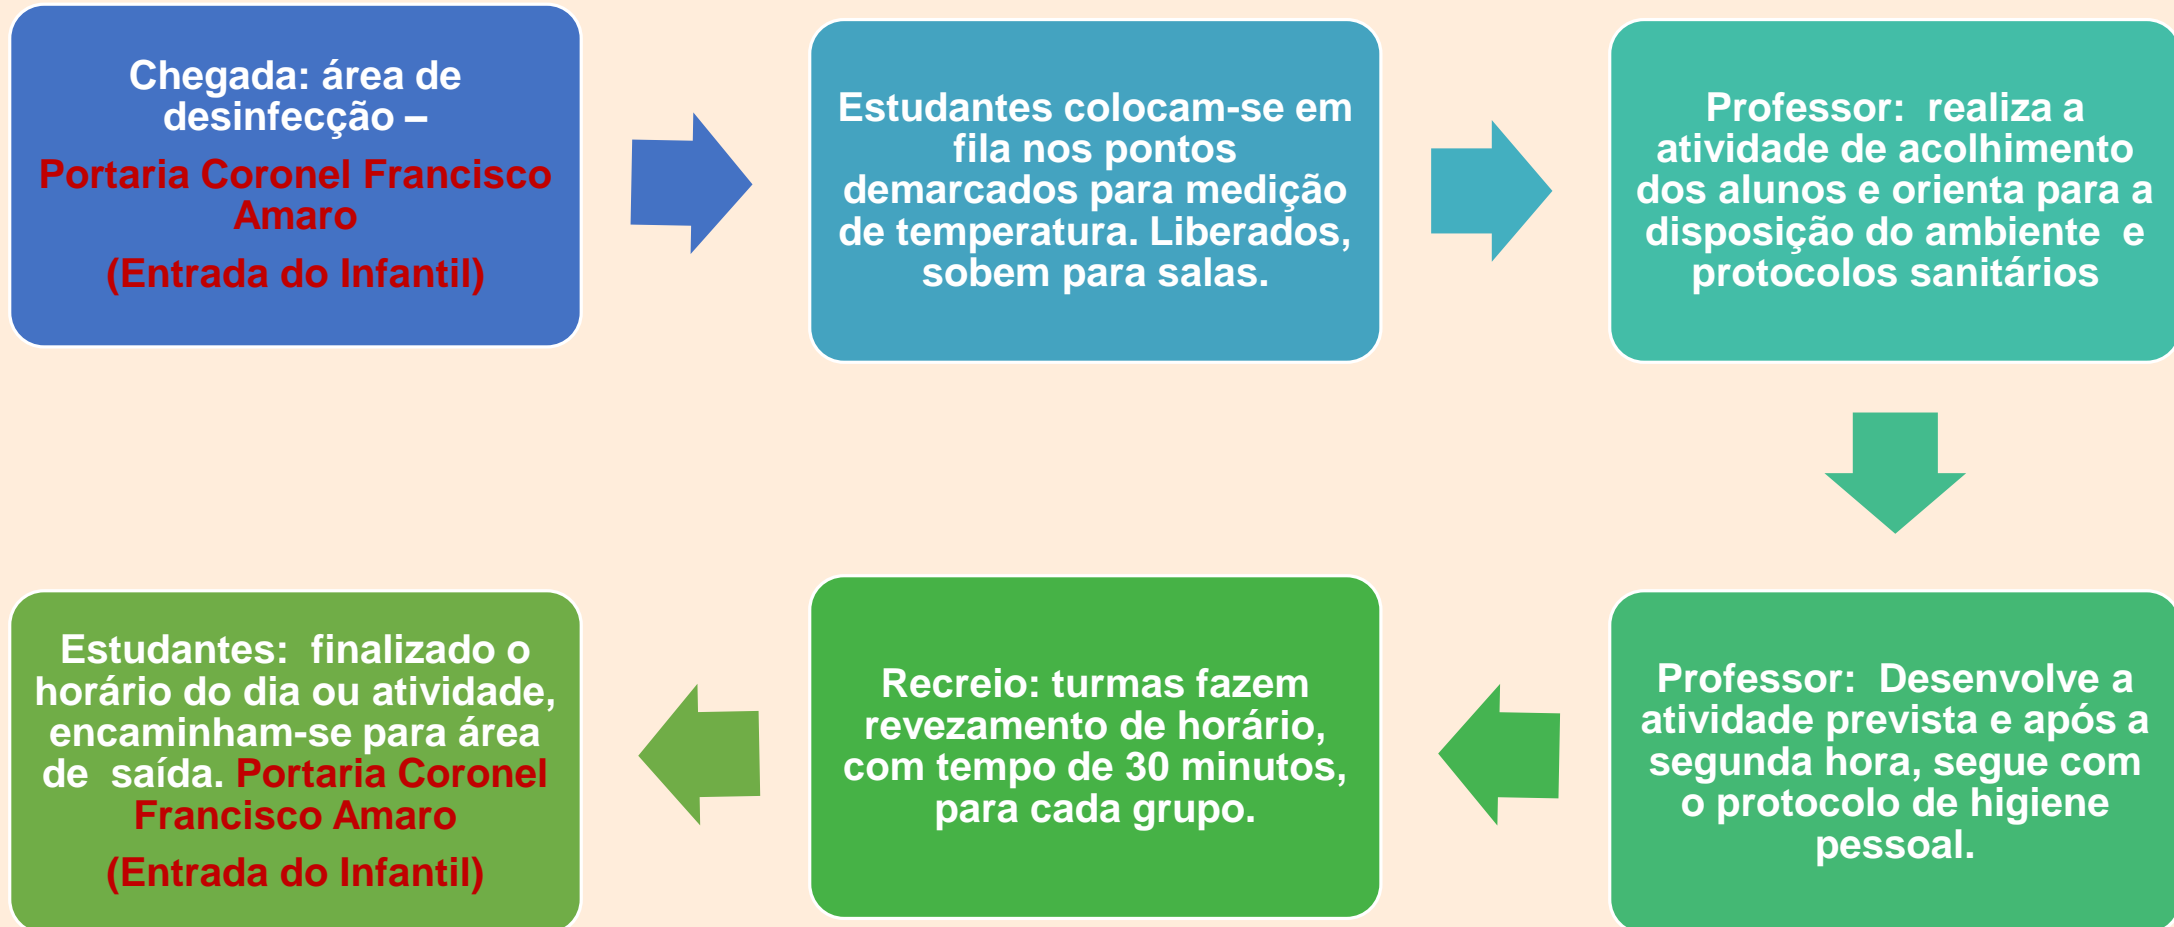 Chegada: área de
desinfecção –
Portaria Coronel Francisco
Amaro
(Entrada do Infantil)
Estudantes colocam-se em
fila nos pontos
demarcados para medição
de temperatura. Liberados,
sobem para salas.
Professor: realiza a
atividade de acolhimento
dos alunos e orienta para a
disposição do ambiente e
protocolos sanitários
Professor: Desenvolve a
atividade prevista e após a
segunda hora, segue com
o protocolo de higiene
pessoal.
Recreio: turmas fazem
revezamento de horário,
com tempo de 30 minutos,
para cada grupo.
Estudantes: finalizado o
horário do dia ou atividade,
encaminham-se para área
de saída. Portaria Coronel
Francisco Amaro
(Entrada do Infantil)